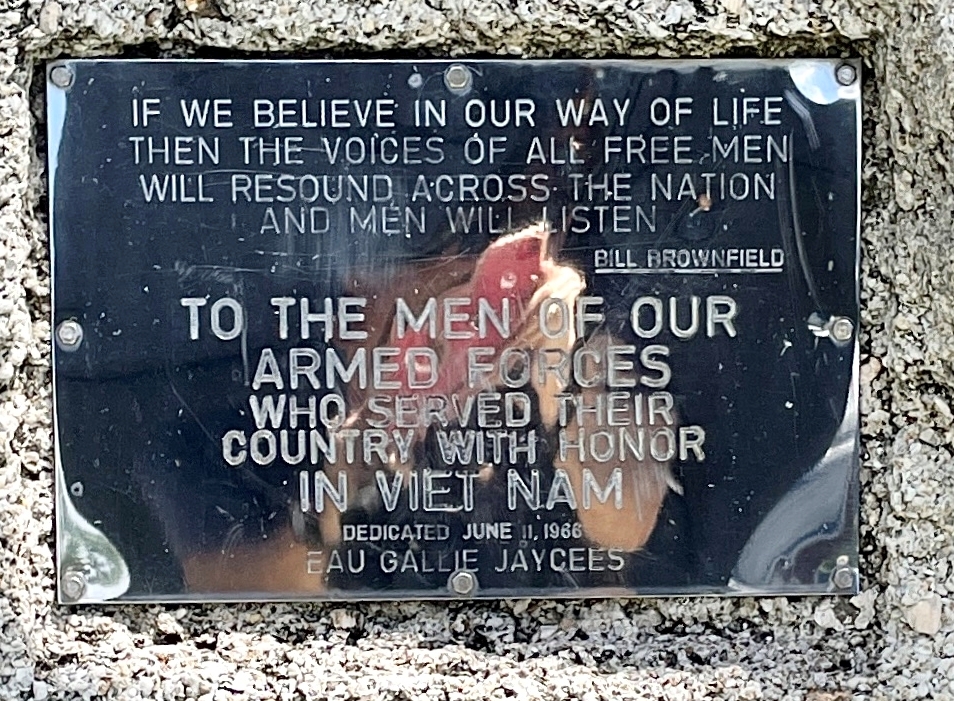 IF WE BELIEVE IN OUR WAY OF LIFE
THEN THE VOICES OF ALL FREE MEN
WILL RESOUND ACROSS THE NATION
AND MEN WILL LISTEN
BILL BROWNFIELD
TO THE MEN OF OUR
ARMED FORCES
WHO SERVED THEIR
COUNTRY WITH HONOR
IN VIET NAM
DEDICATED JUNE 11, 1966
EAU GALLIE JAYCEES